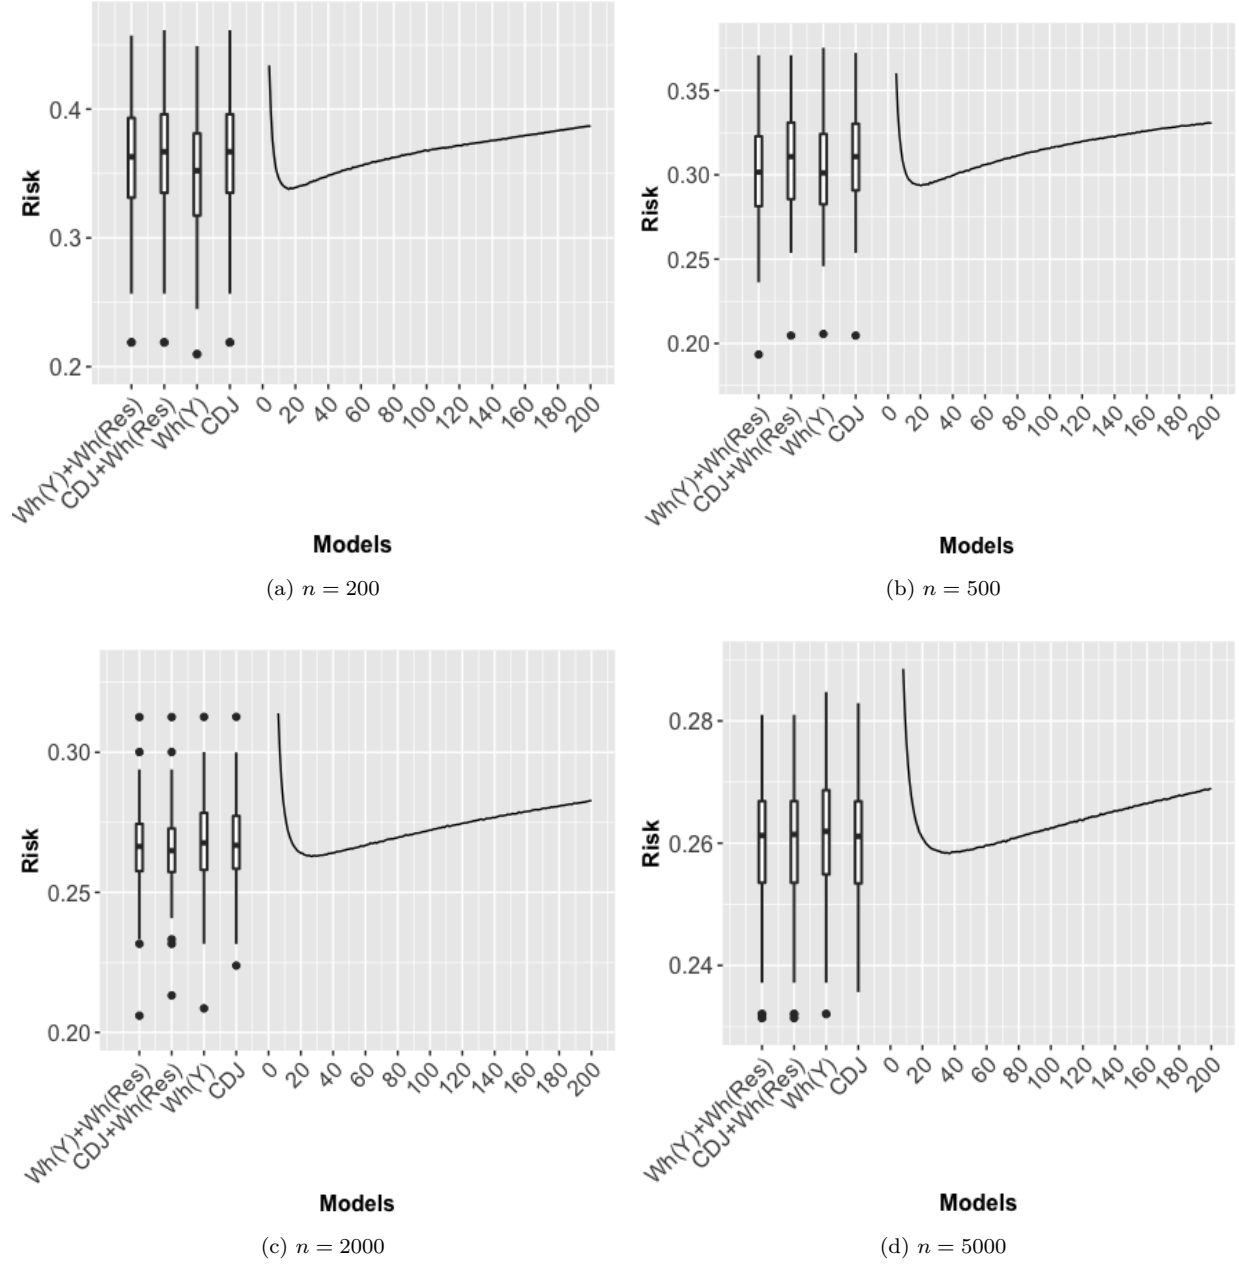 0.4
0.3
0.2
Risk
Wh(Y)+Wh(Res)
CDJ+Wh(Res)
Wh(Y)
CDJ
0 20 40 60 80 100 120 140 160 180 200
Models
(a) n = 200
0.35
0.30
0.25
0.20
Risk
Wh(Y)+Wh(Res)
CDJ+Wh(Res)
Wh(Y)
CDJ
0 20 40 60 80 100 120 140 160 180 200
Models
(b) n = 500
0.30
0.25
0.20
Risk
Wh(Y)+Wh(Res)
CDJ+Wh(Res)
Wh(Y)
CDJ
0 20 40 60 80 100 120 140 160 180 200
Models
(c) n = 2000
0.28
0.26
0.24
Risk
Wh(Y)+Wh(Res)
CDJ+Wh(Res)
Wh(Y)
CDJ
0 20 40 60 80 100 120 140 160 180 200
Models
(d) n = 5000